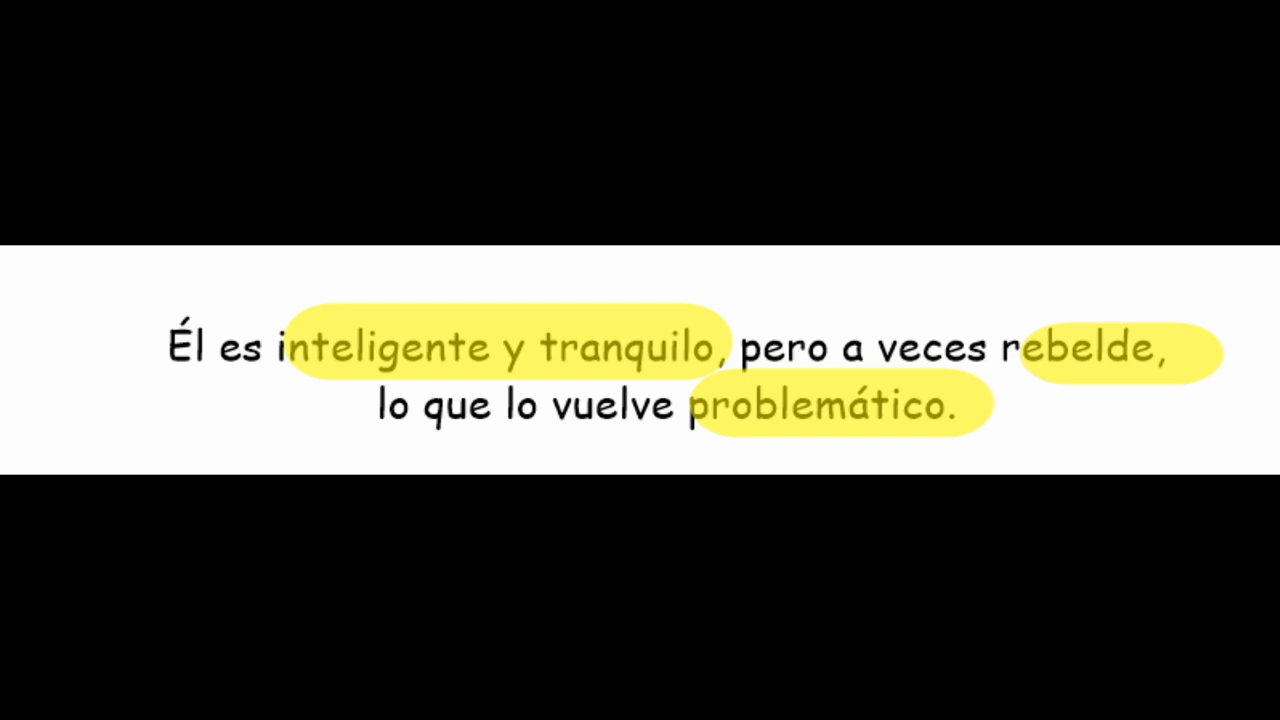 Él es inteligente y tranquilo, pero a veces rebelde,
lo que lo vuelve problemático.